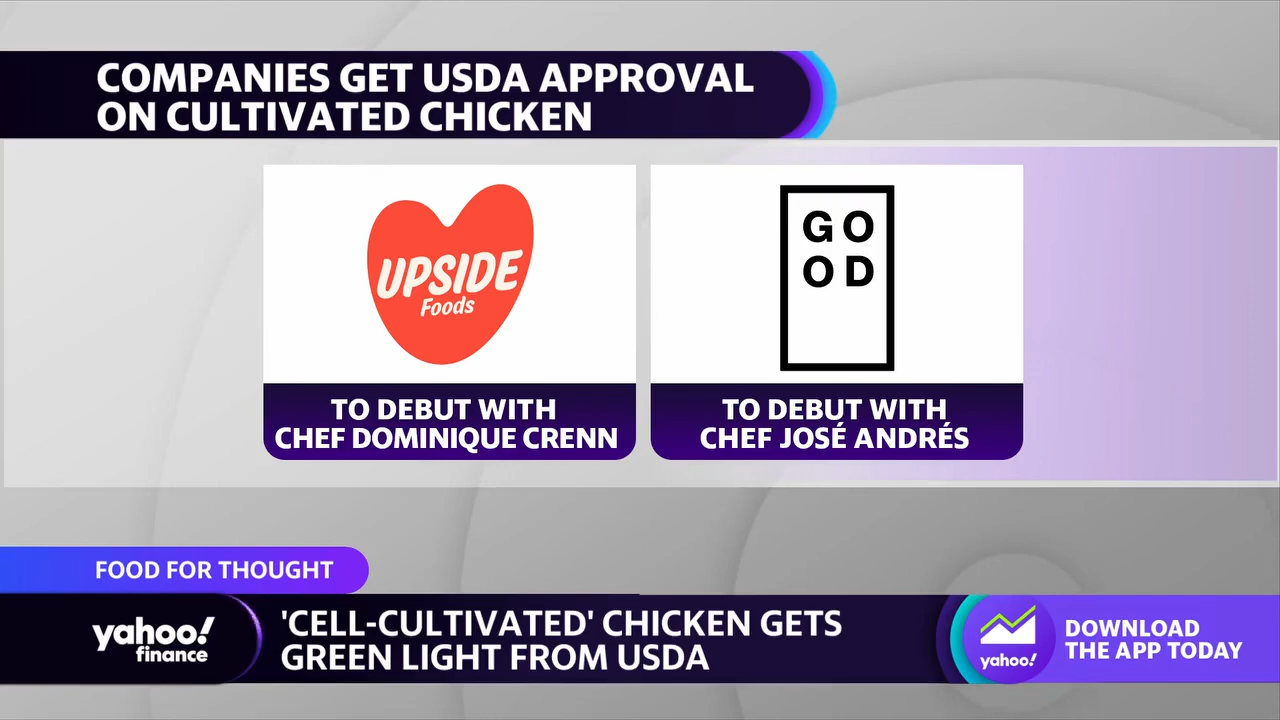 COMPANIES GET USDA APPROVAL
ON CULTIVATED CHICKEN
UPSIDE
Foods
TO DEBUT WITH
CHEF DOMINIQUE CRENN
GO
OD
TO DEBUT WITH
CHEF JOSÉ ANDRÉS
FOOD FOR THOUGHT
yahoo!
finance
'CELL-CULTIVATED' CHICKEN GETS
GREEN LIGHT FROM USDA
yahoo!
DOWNLOAD
THE APP TODAY